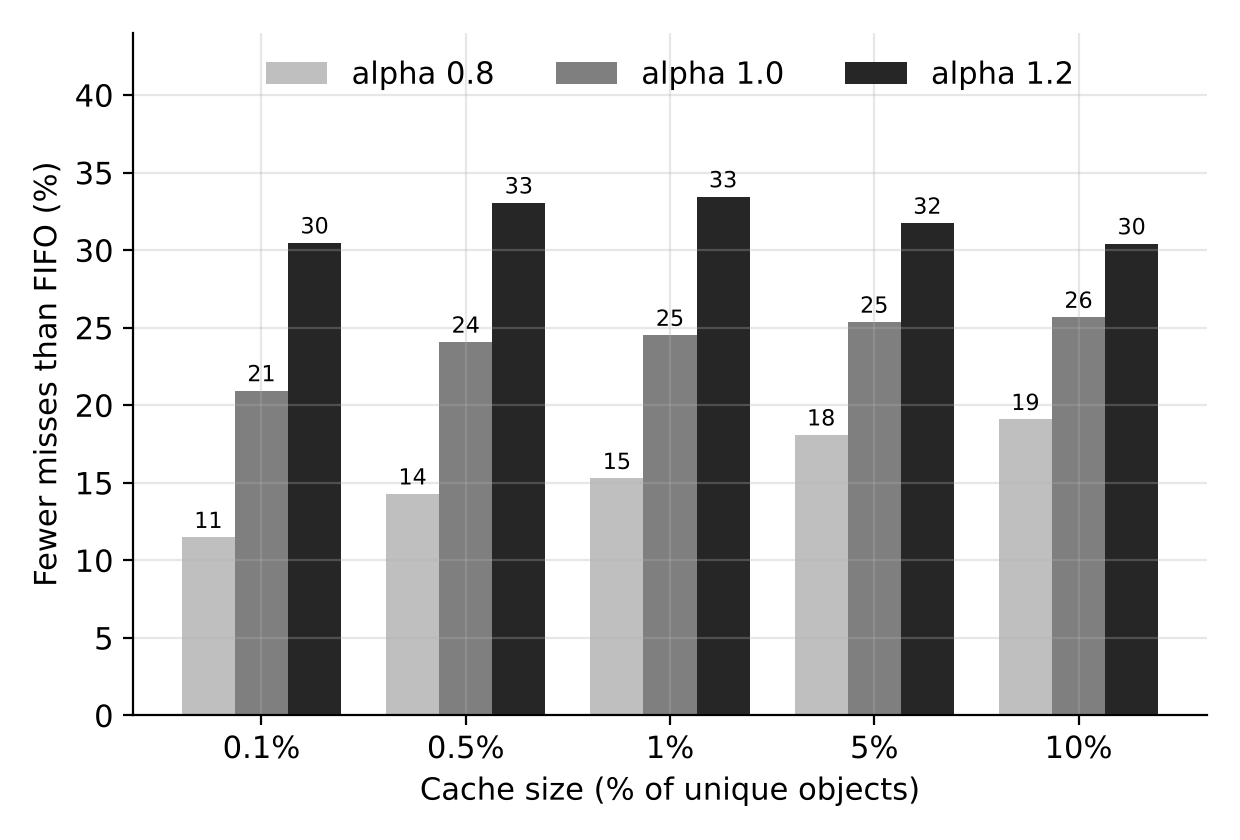 alpha 0.8 alpha 1.0 alpha 1.2
Fewer misses than FIFO (%)
40
35
30
25
20
15
10
5
0
11 21 30
14 24 33
15 25 33
18 25 32
19 26 30
0.1% 0.5% 1% 5% 10%
Cache size (% of unique objects)